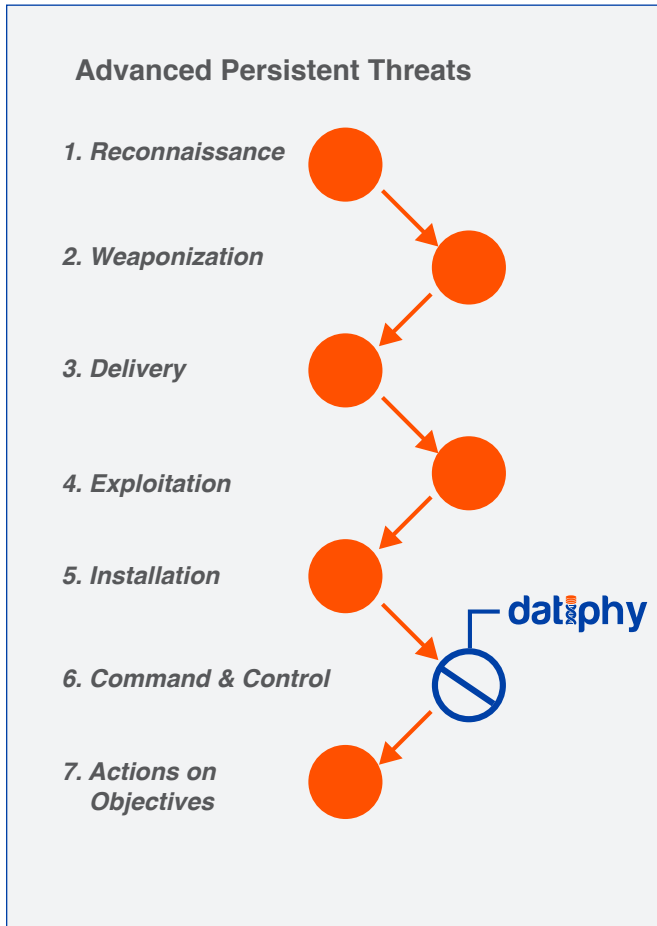 Advanced Persistent Threats
1. Reconnaissance
2. Weaponization
3. Delivery
4. Exploitation
5. Installation
datiphy
6. Command & Control
7. Actions on
Objectives